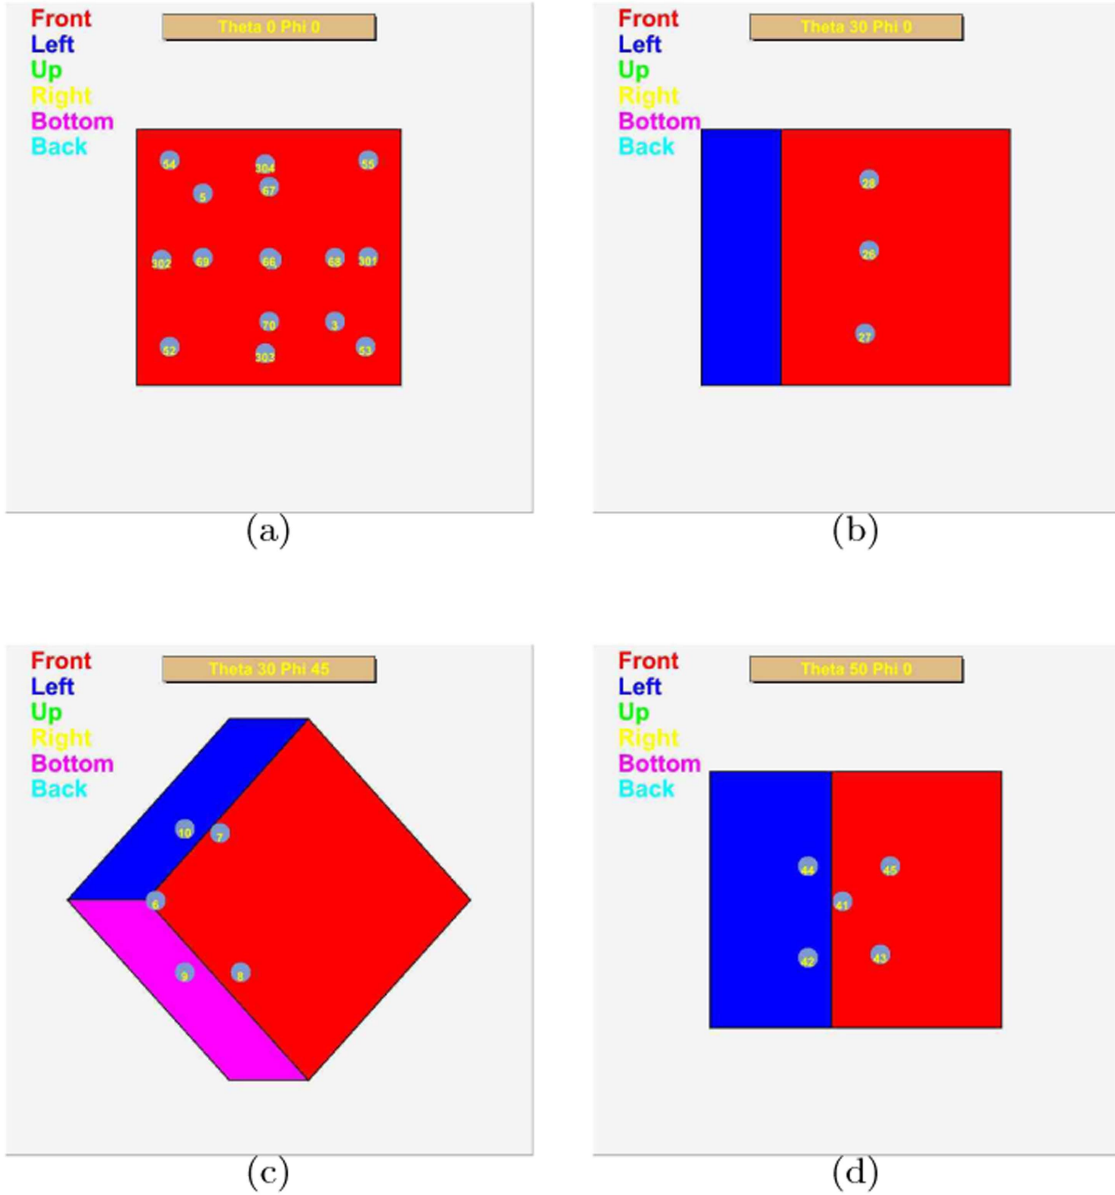 Front
Left
Up
Right
Bottom
Back
Theta 0 Phi 0
54
304
55
5
67
302
69
66
68
301
70
3
52
303
53
(a)
Front
Left
Up
Right
Bottom
Back
Theta 30 Phi 0
28
26
27
(b)
Front
Left
Up
Right
Bottom
Back
Theta 30 Phi 45
10
7
6
9
8
(c)
Front
Left
Up
Right
Bottom
Back
Theta 50 Phi 0
44
45
41
42
43
(d)